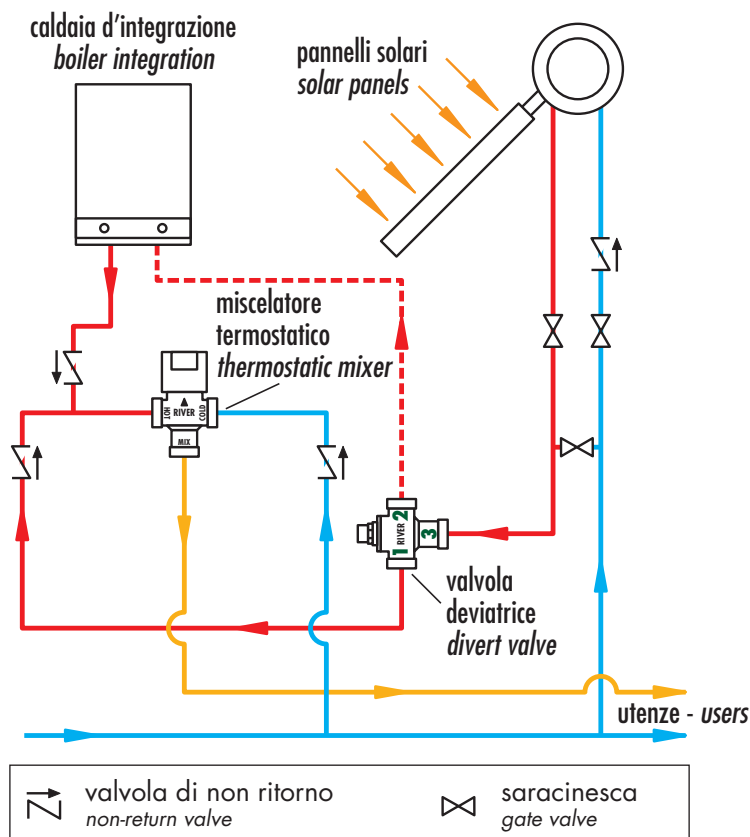 caldaia d’integrazione
boiler integration
pannelli solari
solar panels
miscelatore
termostatico
thermostatic mixer
HOT
RIVER
COLD
MIX
2
RIVER
1
3
valvola
deviatrice
divert valve
utenze - users
valvola di non ritorno
non-return valve
saracinesca
gate valve